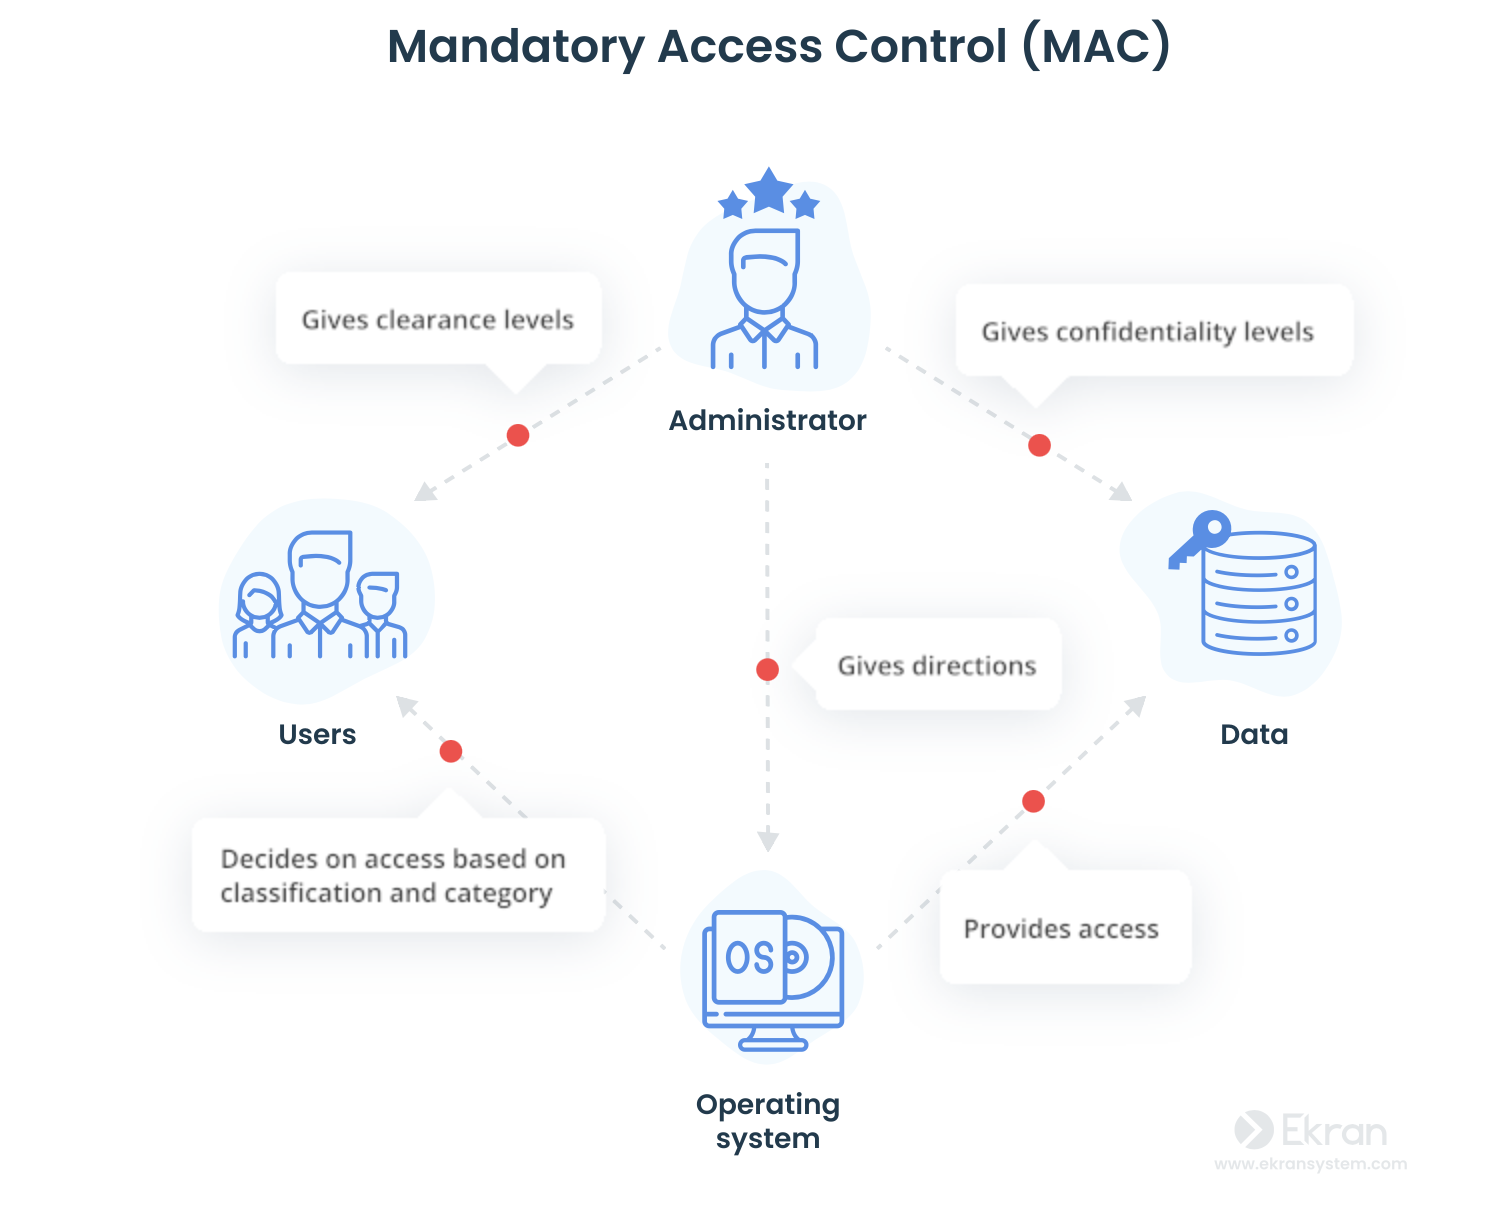 Mandatory Access Control (MAC)
Gives clearance levels
Gives confidentiality levels
Administrator
Gives directions
Users
Data
Decides on access based on
classification and category
Provides access
OS
Operating
system
Ekran
www.ekransystem.com